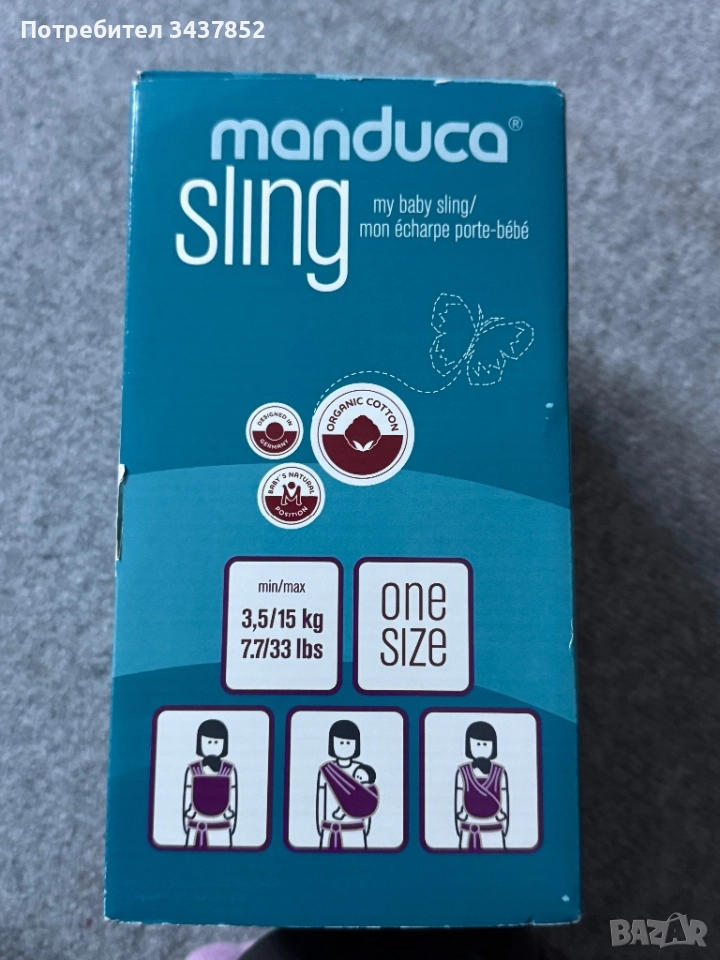 Потребител 3437852
manduca®
sling
my baby sling/
mon écharpe porte-bébé
DESIGNED IN
GERMANY
ORGANIC COTTON
BABY'S NATURAL
POSITION
min/max
3,5/15 kg
7.7/33 lbs
one
size
BAZAR